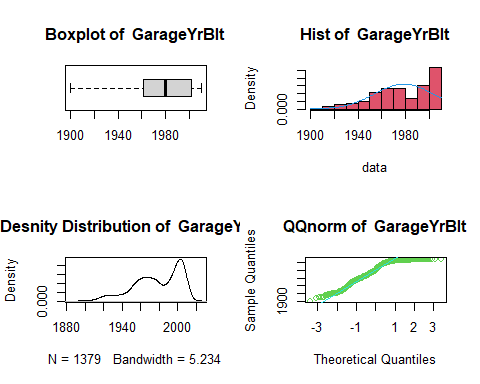 Boxplot of GarageYrBlt
1900 1940 1980
Hist of GarageYrBlt
Density
0.000
1900 1940 1980
data
Desnity Distribution of GarageY
Density
0.000
1880 1940 2000
N = 1379 Bandwidth = 5.234
QQnorm of GarageYrBlt
Sample Quantiles
1900
-3 -1 1 2 3
Theoretical Quantiles